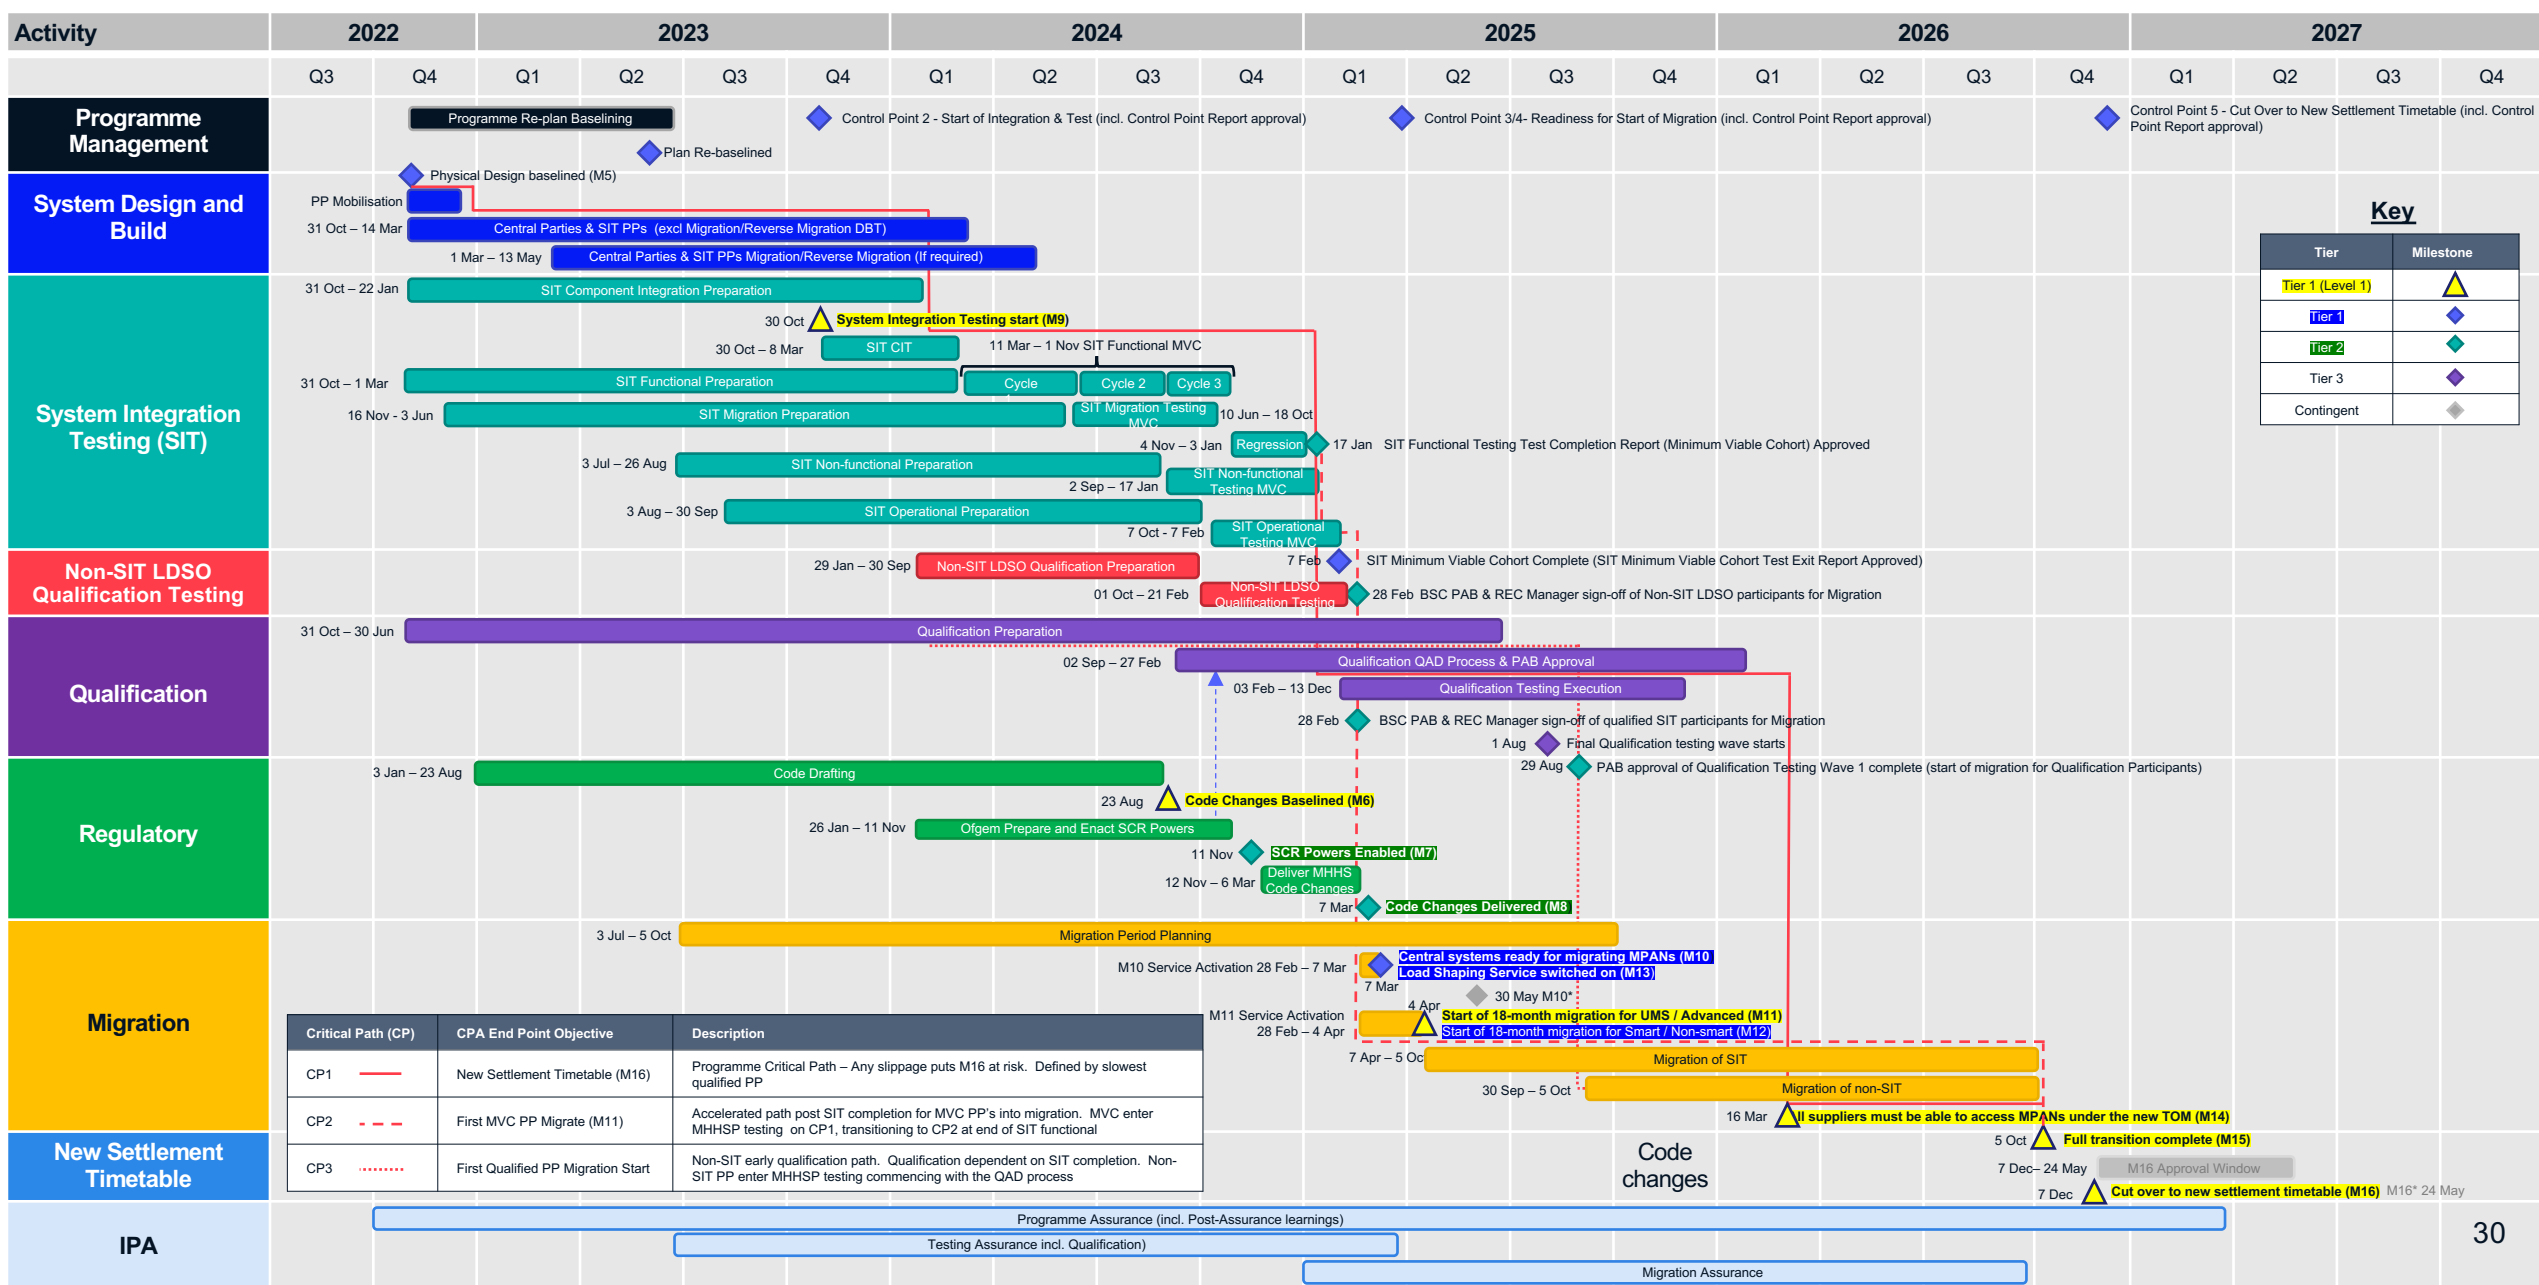 Activity
2022
2023
2024
2025
2026
2027
Q3
Q4
Q1
Q2
Q3
Q4
Q1
Q2
Q3
Q4
Q1
Q2
Q3
Q4
Q1
Q2
Q3
Q4
Q1
Q2
Q3
Q4
Programme
Management
Programme Re-plan Baselining
Control Point 2 - Start of Integration & Test (incl. Control Point Report approval)
Control Point 3/4- Readiness for Start of Migration (incl. Control Point Report approval)
Control Point 5 - Cut Over to New Settlement Timetable (incl. Control
Point Report approval)
Plan Re-baselined
Physical Design baselined (M5)
System Design and
Build
PP Mobilisation
31 Oct – 14 Mar
Central Parties & SIT PPs  (excl Migration/Reverse Migration DBT)
1 Mar – 13 May
Central Parties & SIT PPs Migration/Reverse Migration (If required)
Key
Tier
Milestone
Tier 1 (Level 1)
Tier 1
Tier 2
Tier 3
Contingent
System Integration
Testing (SIT)
31 Oct – 22 Jan
SIT Component Integration Preparation
30 Oct
System Integration Testing start (M9)
30 Oct – 8 Mar
SIT CIT
11 Mar – 1 Nov SIT Functional MVC
31 Oct – 1 Mar
SIT Functional Preparation
Cycle
Cycle 2
Cycle 3
16 Nov - 3 Jun
SIT Migration Preparation
SIT Migration Testing
MVC
10 Jun – 18 Oct
4 Nov – 3 Jan
Regression
17 Jan
SIT Functional Testing Test Completion Report (Minimum Viable Cohort) Approved
3 Jul – 26 Aug
SIT Non-functional Preparation
2 Sep – 17 Jan
SIT Non-functional
Testing MVC
3 Aug – 30 Sep
SIT Operational Preparation
7 Oct - 7 Feb
SIT Operational
Testing MVC
Non-SIT LDSO
Qualification Testing
29 Jan – 30 Sep
Non-SIT LDSO Qualification Preparation
7 Feb
SIT Minimum Viable Cohort Complete (SIT Minimum Viable Cohort Test Exit Report Approved)
01 Oct – 21 Feb
Non-SIT LDSO
Qualification Testing
28 Feb  BSC PAB & REC Manager sign-off of Non-SIT LDSO participants for Migration
Qualification
31 Oct – 30 Jun
Qualification Preparation
02 Sep – 27 Feb
Qualification QAD Process & PAB Approval
03 Feb – 13 Dec
Qualification Testing Execution
28 Feb
BSC PAB & REC Manager sign-off of qualified SIT participants for Migration
1 Aug
Final Qualification testing wave starts
29 Aug
PAB approval of Qualification Testing Wave 1 complete (start of migration for Qualification Participants)
Regulatory
3 Jan – 23 Aug
Code Drafting
23 Aug
Code Changes Baselined (M6)
26 Jan – 11 Nov
Ofgem Prepare and Enact SCR Powers
11 Nov
SCR Powers Enabled (M7)
12 Nov – 6 Mar
Deliver MHHS
Code Changes
7 Mar
Code Changes Delivered (M8
Migration
3 Jul – 5 Oct
Migration Period Planning
M10 Service Activation 28 Feb – 7 Mar
Central systems ready for migrating MPANs (M10
Load Shaping Service switched on (M13)
7 Mar
30 May M10*
4 Apr
M11 Service Activation
28 Feb – 4 Apr
Start of 18-month migration for UMS / Advanced (M11)
Start of 18-month migration for Smart / Non-smart (M12)
7 Apr – 5 Oc
Migration of SIT
30 Sep – 5 Oct
Migration of non-SIT
16 Mar
ll suppliers must be able to access MPANs under the new TOM (M14)
Critical Path (CP)
CPA End Point Objective
Description
CP1
New Settlement Timetable (M16)
Programme Critical Path – Any slippage puts M16 at risk.  Defined by slowest
qualified PP
CP2
First MVC PP Migrate (M11)
Accelerated path post SIT completion for MVC PP's into migration.  MVC enter
MHHSP testing  on CP1, transitioning to CP2 at end of SIT functional
CP3
First Qualified PP Migration Start
Non-SIT early qualification path.  Qualification dependent on SIT completion.  Non-
SIT PP enter MHHSP testing commencing with the QAD process
New Settlement
Timetable
Code
changes
5 Oct
Full transition complete (M15)
7 Dec– 24 May
M16 Approval Window
7 Dec
Cut over to new settlement timetable (M16)
M16* 24 May
IPA
Programme Assurance (incl. Post-Assurance learnings)
Testing Assurance incl. Qualification)
Migration Assurance
30